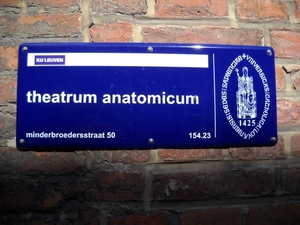 KU LEUVEN
theatrum anatomicum
minderbroedersstraat 50 154.23
1425